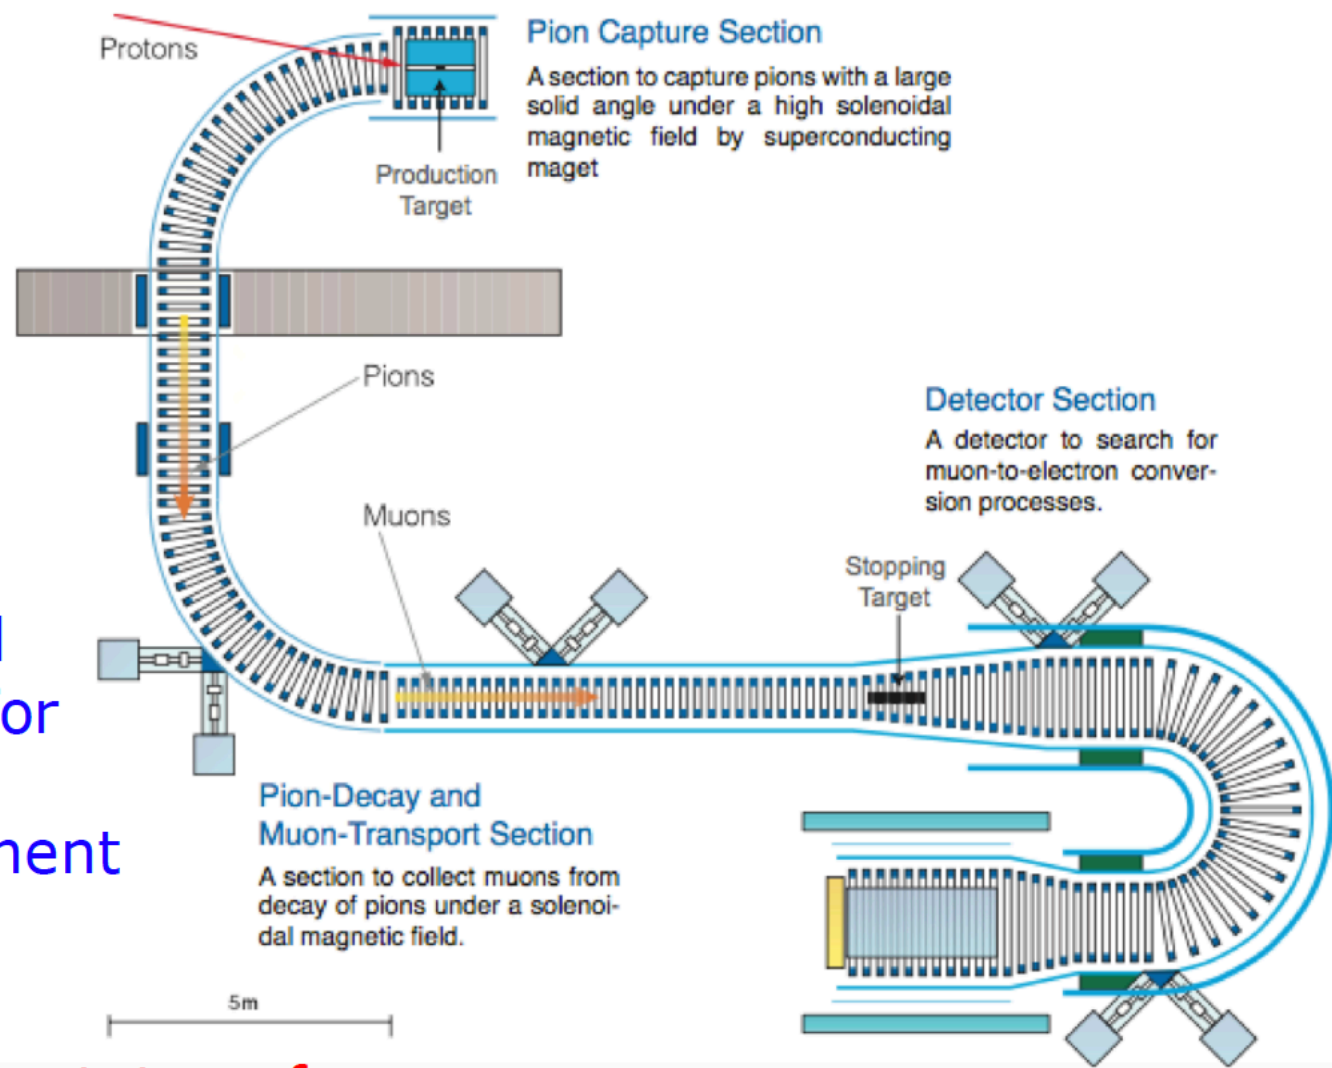 Protons
Pion Capture Section
A section to capture pions with a large
solid angle under a high solenoidal
magnetic field by superconducting
maget
Production
Target
Pions
Detector Section
A detector to search for
muon-to-electron conver-
sion processes.
Muons
Stopping
Target
or
nent
Pion-Decay and
Muon-Transport Section
A section to collect muons from
decay of pions under a solenoi-
dal magnetic field.
5m